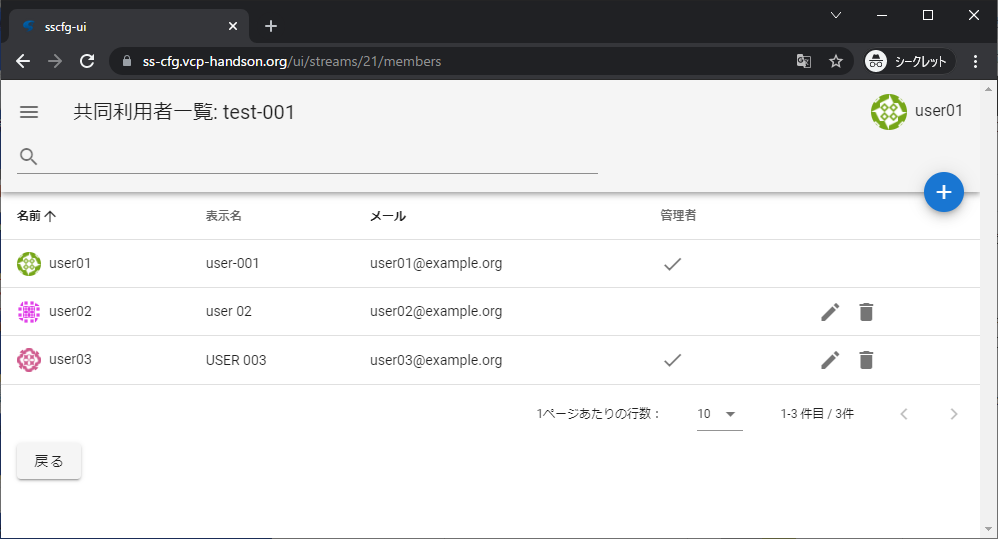 sscfg-ui
ss-cfg.vcp-handson.org/ui/streams/21/members シークレット
共同利用者一覧: test-001 user01
名前 表示名 メール 管理者
user01 user-001 user01@example.org
user02 user 02 user02@example.org
user03 USER 003 user03@example.org
1ページあたりの行数： 10 1-3 件目 / 3件
戻る